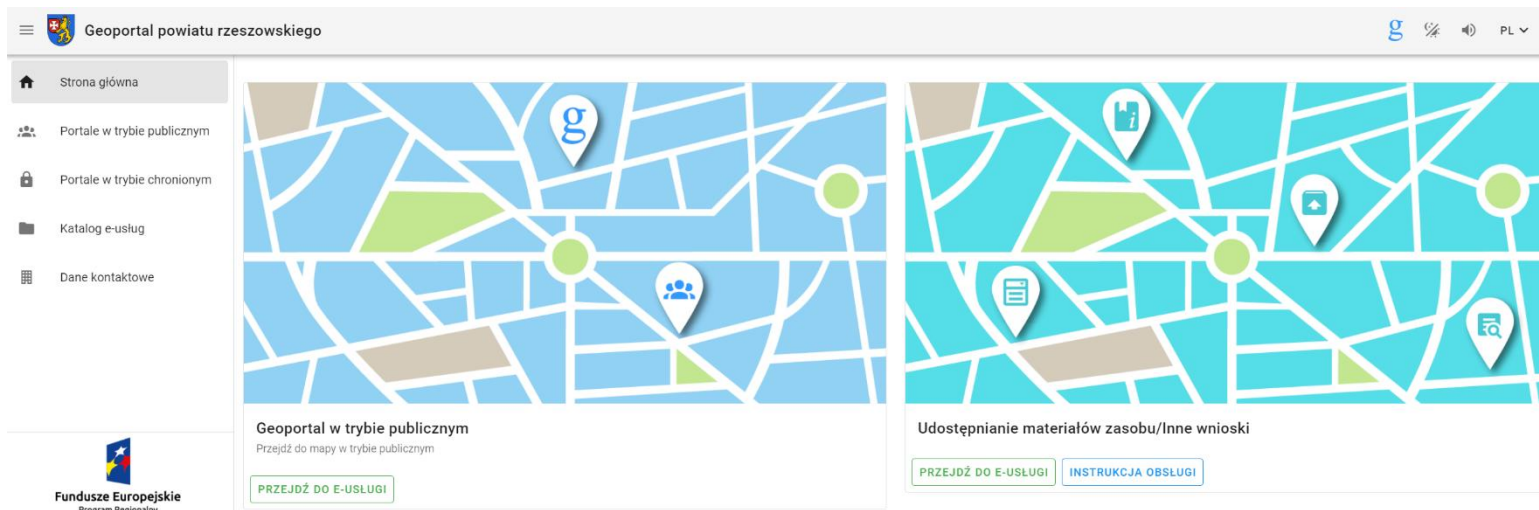 Geoportal powiatu rzeszowskiego
g
PL
Strona główna
Portale w trybie publicznym
Portale w trybie chronionym
Katalog e-usług
Dane kontaktowe
Fundusze Europejskie
Program Regionalny
g
Geoportal w trybie publicznym
Przejdź do mapy w trybie publicznym
PRZEJDŹ DO E-USŁUGI
i
Udostępnianie materiałów zasobu/Inne wnioski
PRZEJDŹ DO E-USŁUGI
INSTRUKCJA OBSŁUGI